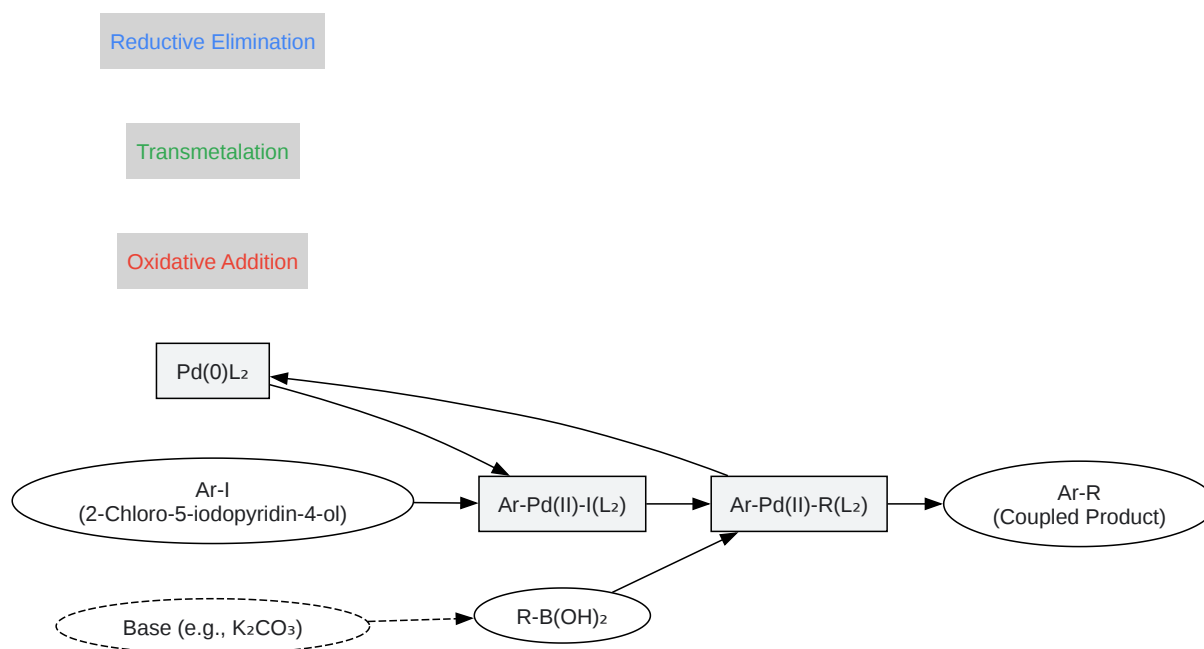 Reductive Elimination
Transmetalation
Oxidative Addition
Pd(0)L₂
Ar-I
(2-Chloro-5-iodopyridin-4-ol)
Ar-Pd(II)-I(L₂)
Ar-Pd(II)-R(L₂)
Ar-R
(Coupled Product)
Base (e.g., K₂CO₃)
R-B(OH)₂